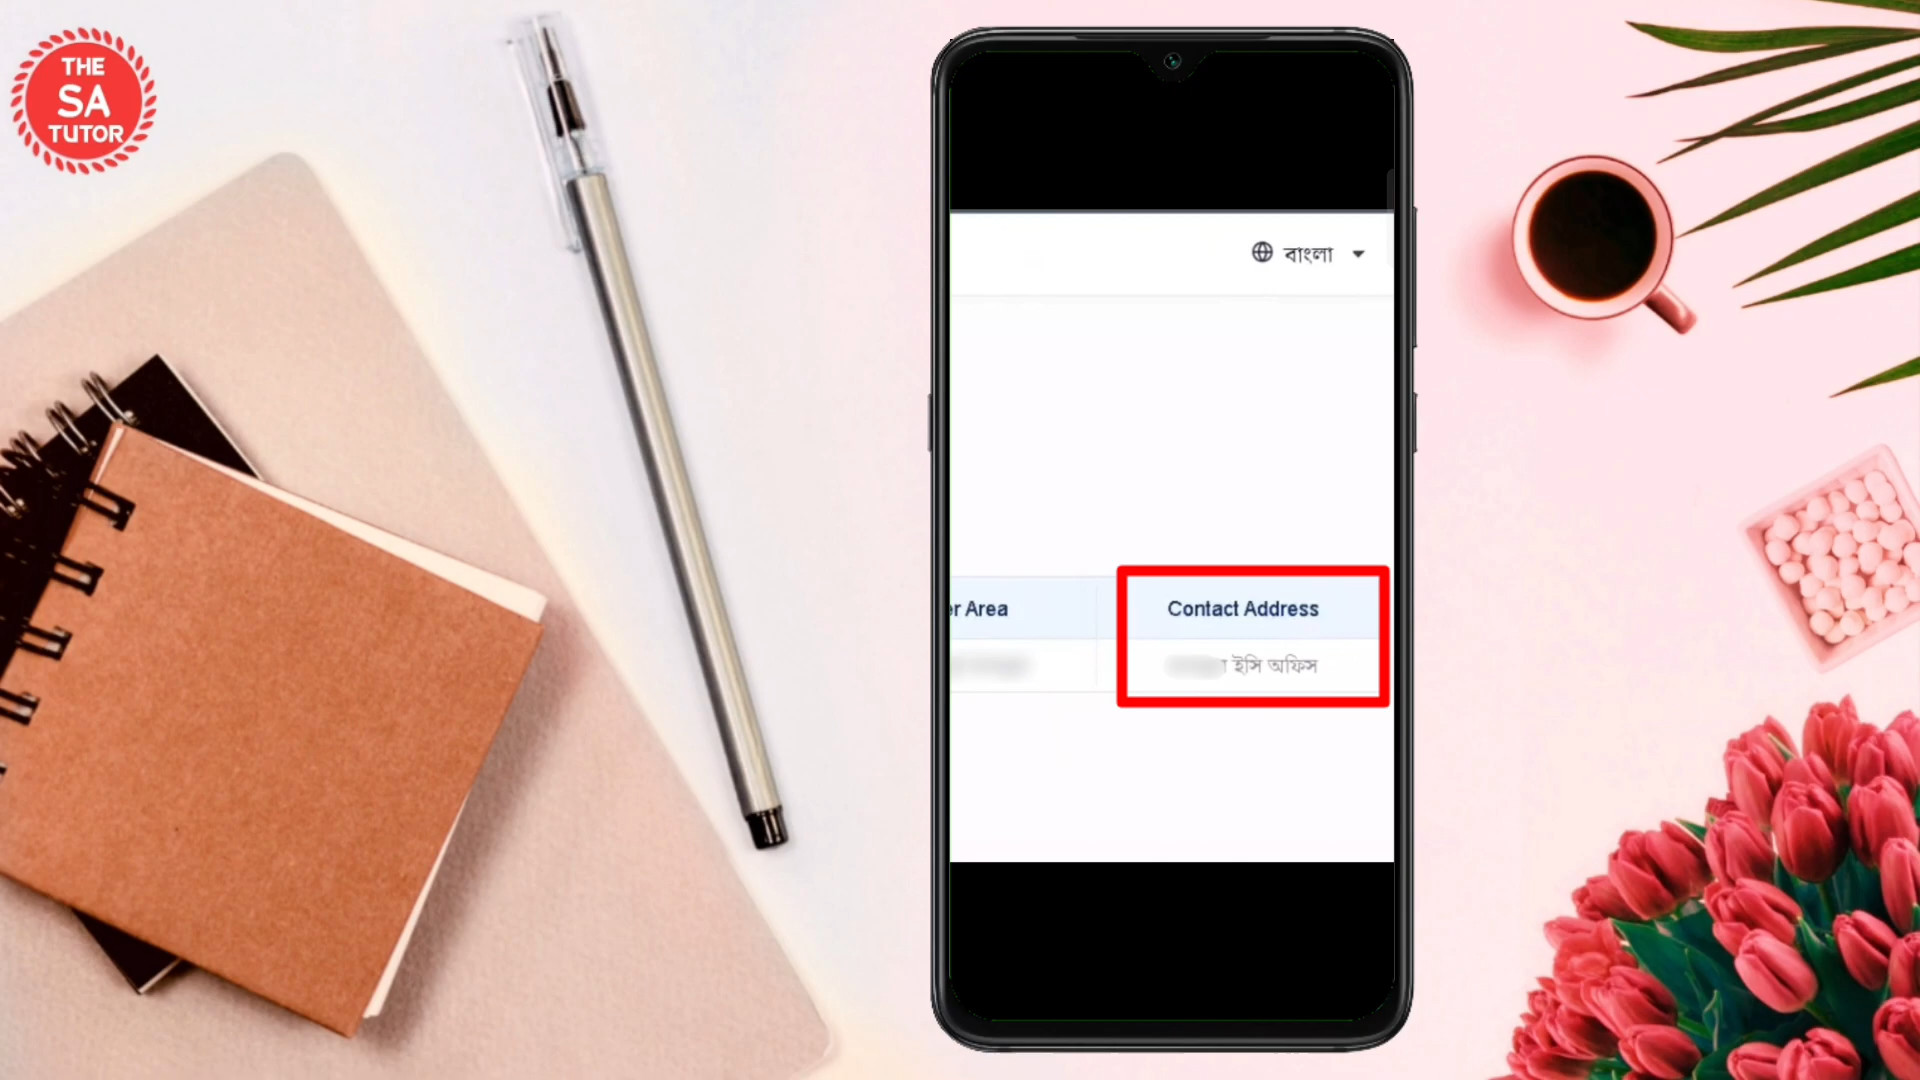 THE
SA
TUTOR
বাংলা
er Area
Contact Address
ইসি অফিস